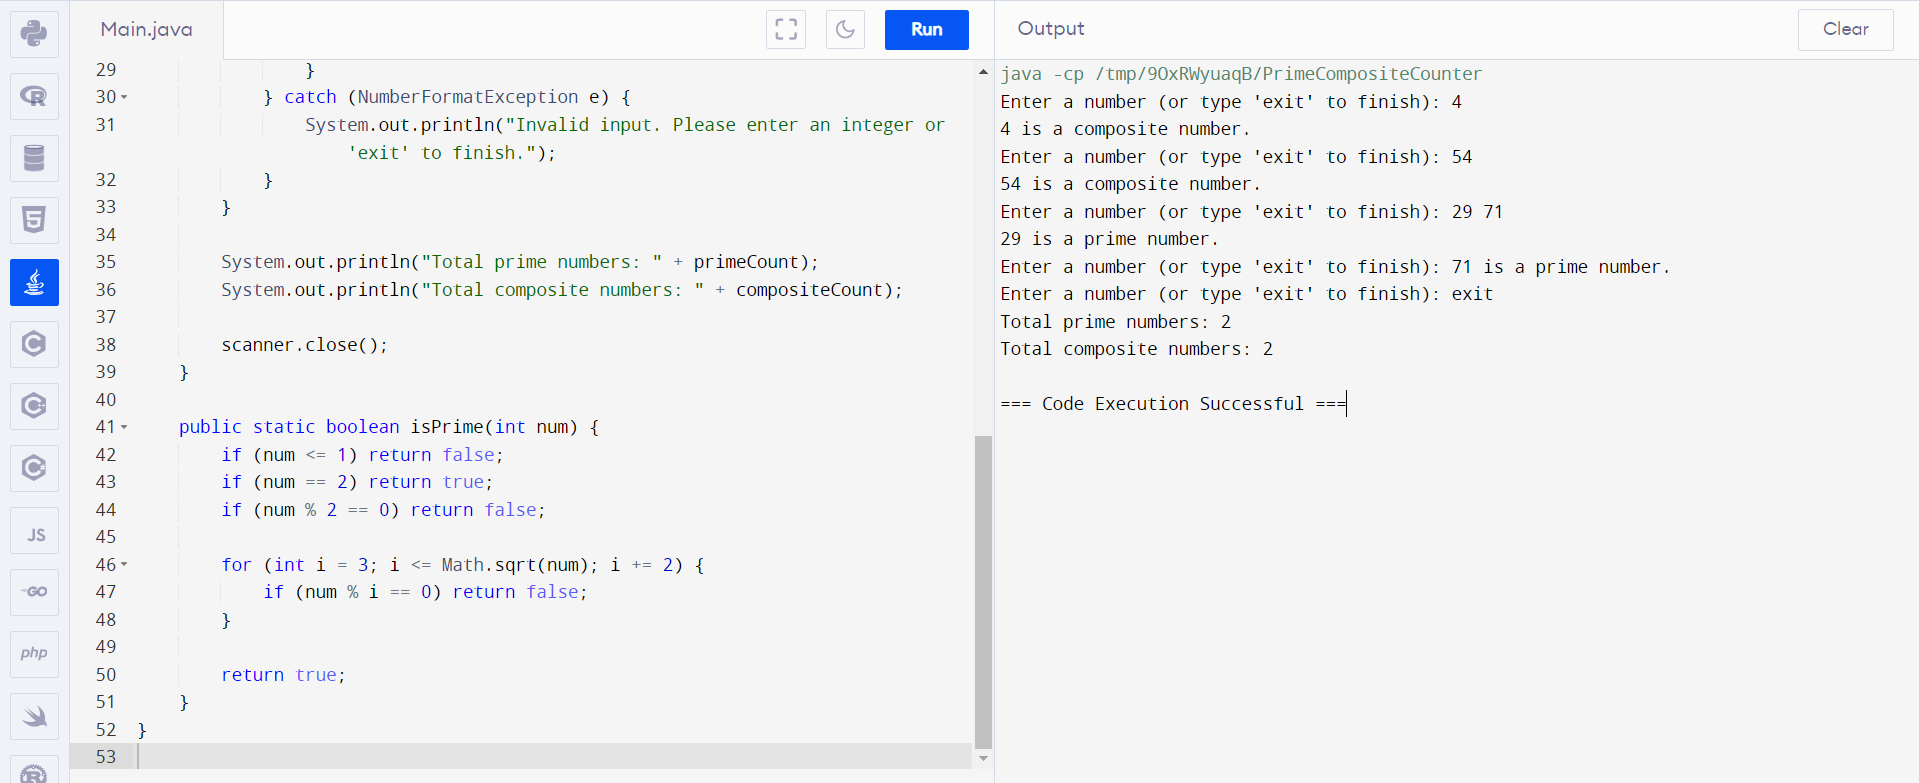 Main.java
Run
29 }
30 } catch (NumberFormatException e) {
31 System.out.println("Invalid input. Please enter an integer or
'exit' to finish.");
32 }
33 }
34
35 System.out.println("Total prime numbers: " + primeCount);
36 System.out.println("Total composite numbers: " + compositeCount);
37
38 scanner.close();
39 }
40
41 public static boolean isPrime(int num) {
42 if (num <= 1) return false;
43 if (num == 2) return true;
44 if (num % 2 == 0) return false;
45
46 for (int i = 3; i <= Math.sqrt(num); i += 2) {
47 if (num % i == 0) return false;
48 }
49
50 return true;
51 }
52 }
53
Output
Clear
java -cp /tmp/9OxRWyuaqB/PrimeCompositeCounter
Enter a number (or type 'exit' to finish): 4
4 is a composite number.
Enter a number (or type 'exit' to finish): 54
54 is a composite number.
Enter a number (or type 'exit' to finish): 29 71
29 is a prime number.
Enter a number (or type 'exit' to finish): 71 is a prime number.
Enter a number (or type 'exit' to finish): exit
Total prime numbers: 2
Total composite numbers: 2
=== Code Execution Successful ===
R
5
C
C++
C#
JS
GO
php
R